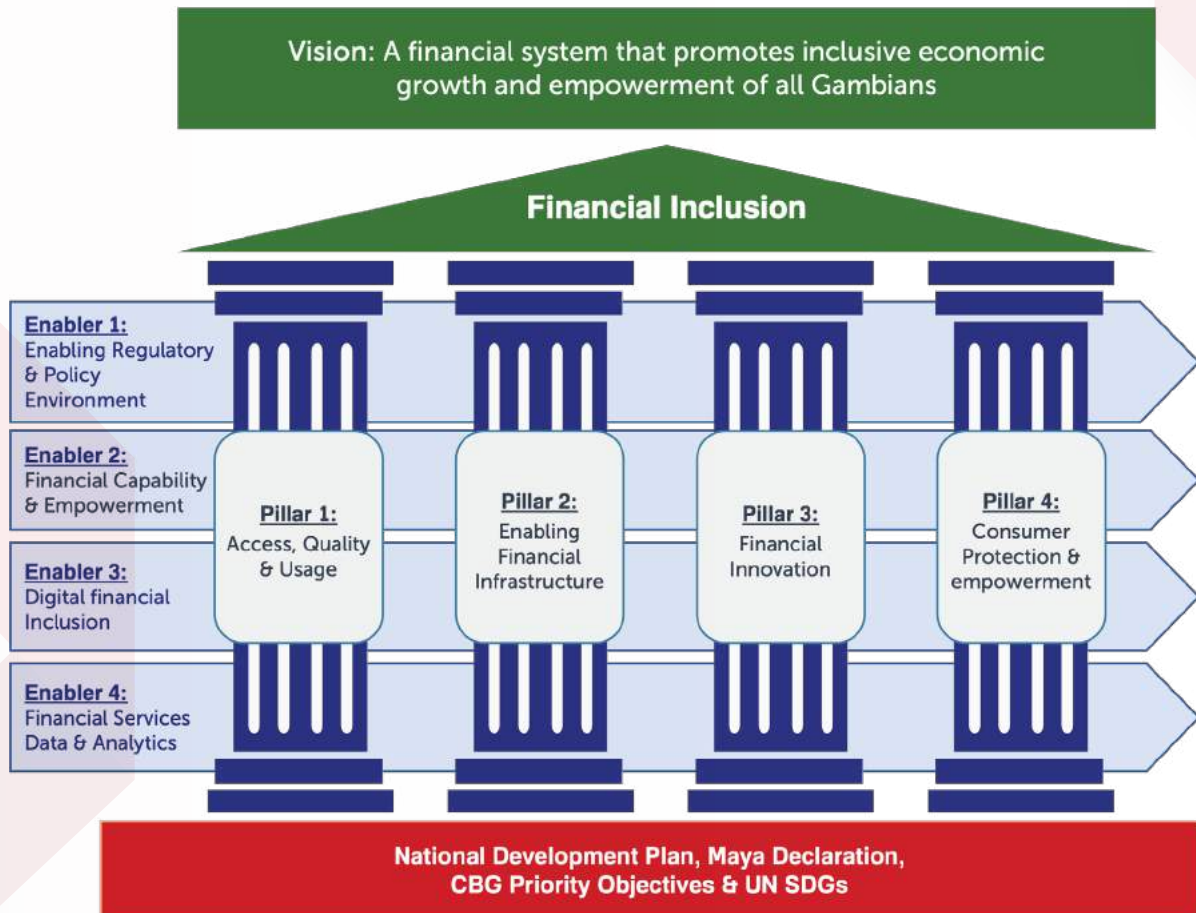 Vision: A financial system that promotes inclusive economic
growth and empowerment of all Gambians
Financial Inclusion
Enabler 1:
Enabling Regulatory
& Policy
Environment
Enabler 2:
Financial Capability
& Empowerment
Enabler 3:
Digital financial
Inclusion
Enabler 4:
Financial Services
Data & Analytics
Pillar 1:
Access, Quality
& Usage
Pillar 2:
Enabling
Financial
Infrastructure
Pillar 3:
Financial
Innovation
Pillar 4:
Consumer
Protection &
empowerment
National Development Plan, Maya Declaration,
CBG Priority Objectives & UN SDGs